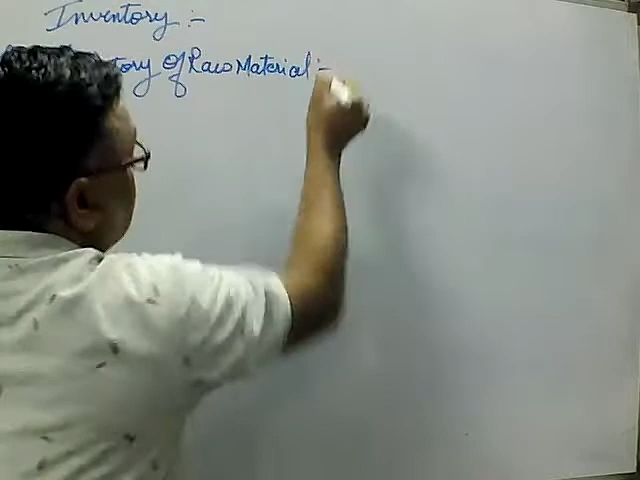 Inventory :-
tory Of Raw Material :-